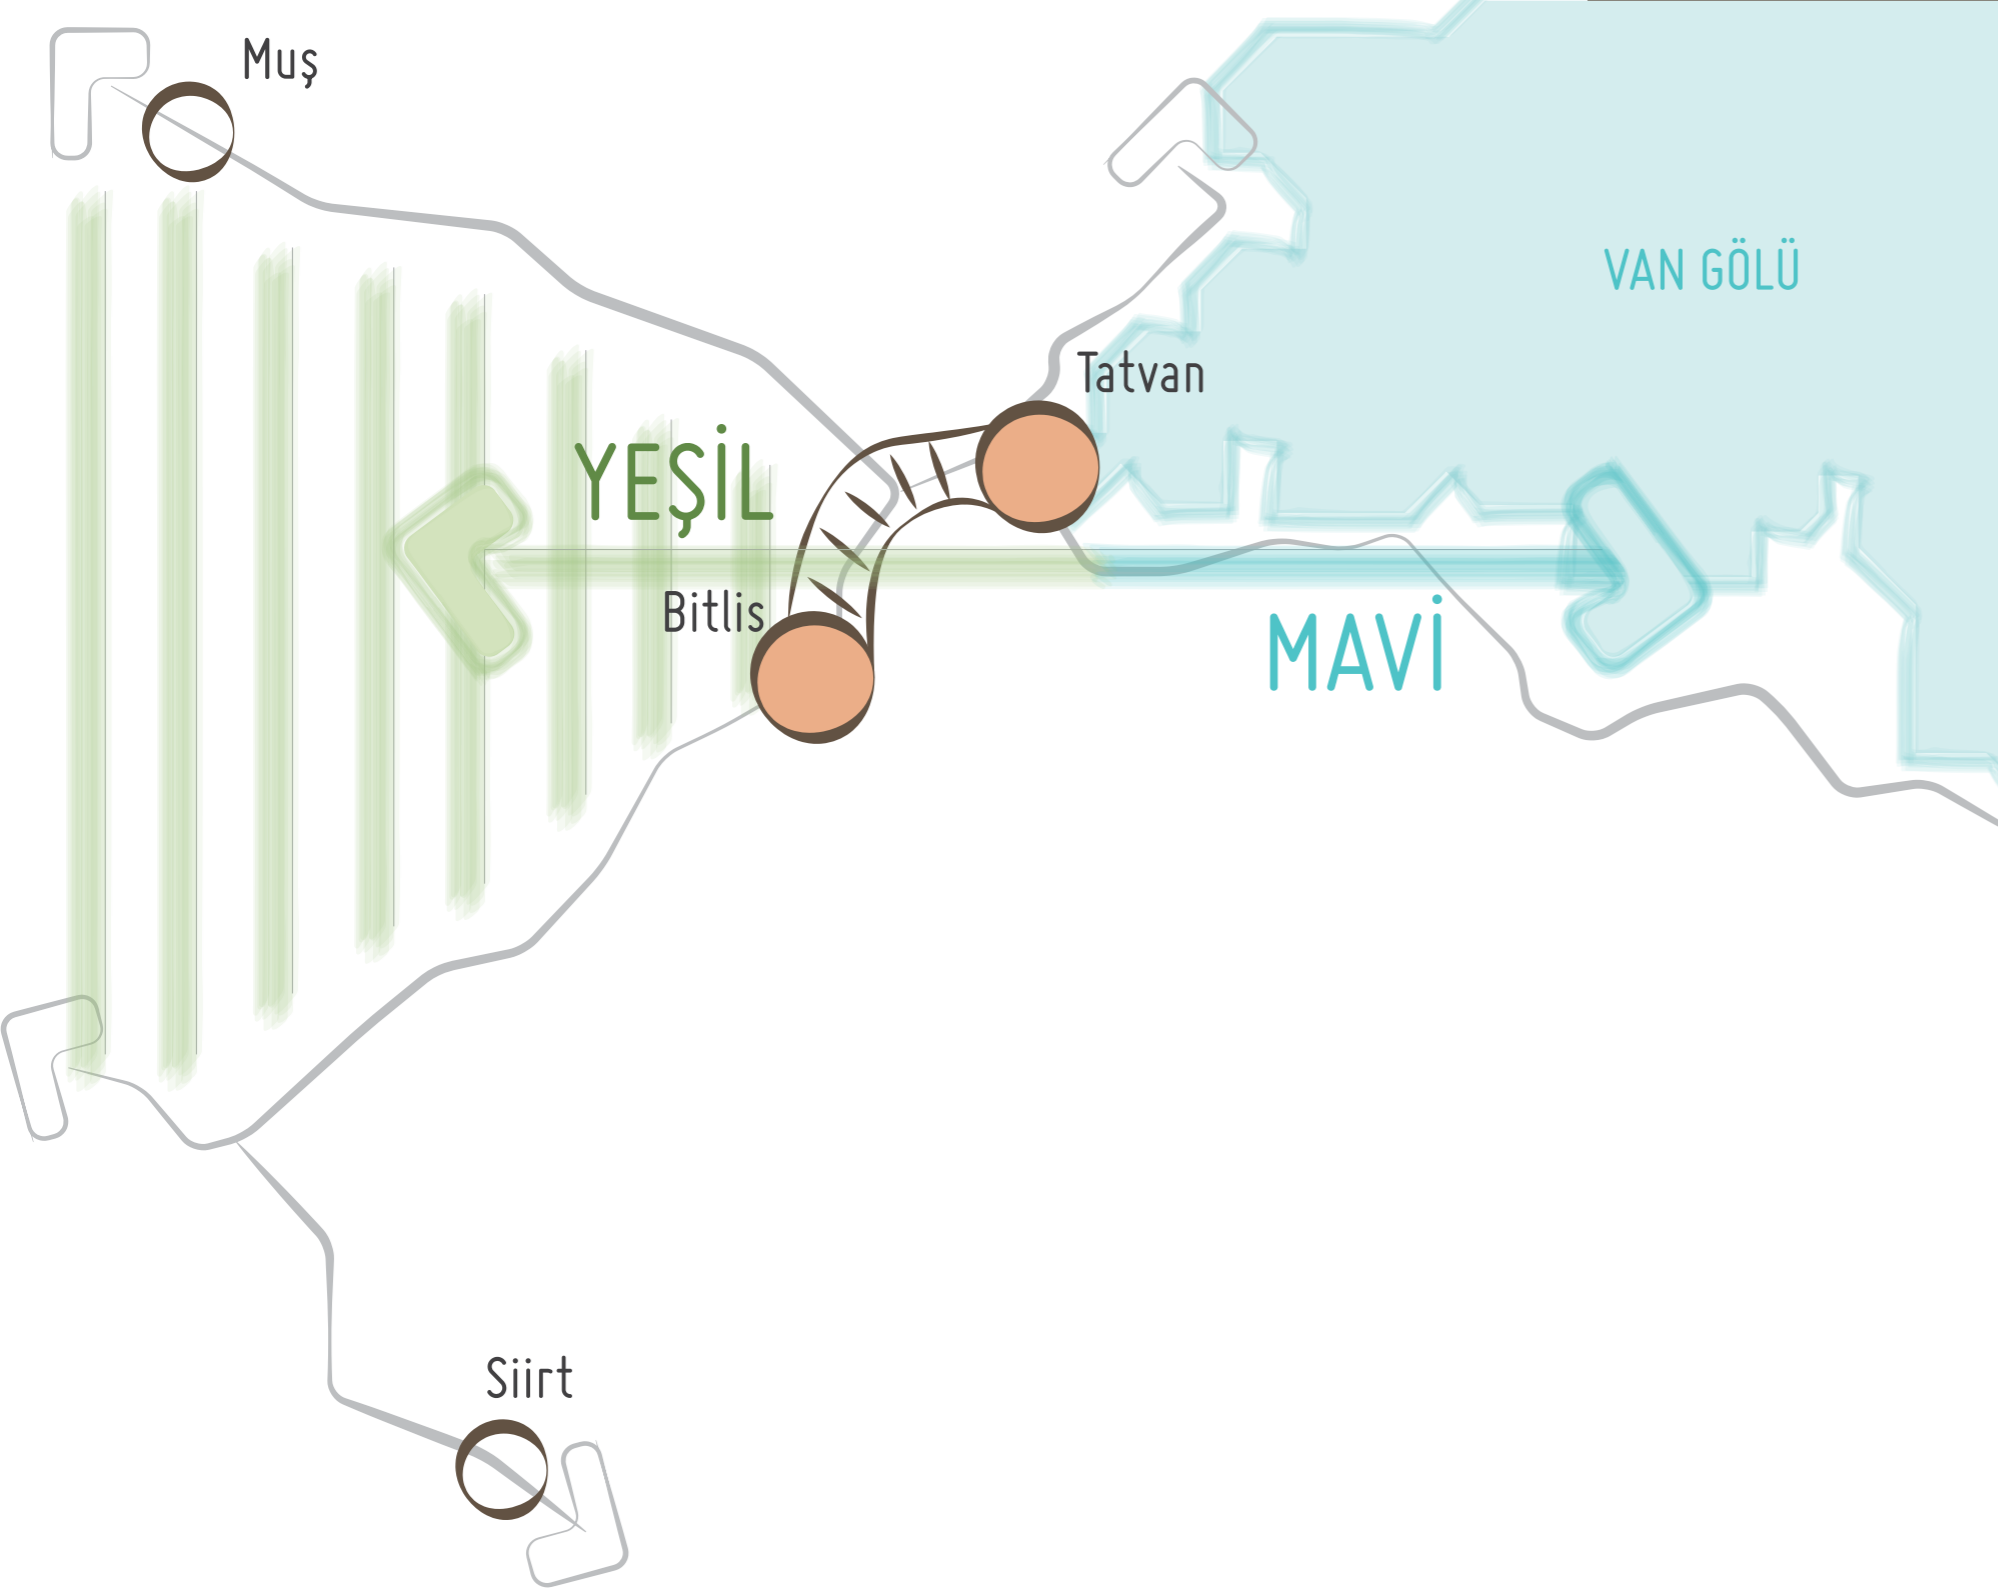 Muş
VAN GÖLÜ
Tatvan
YEŞİL
Bitlis
MAVİ
Siirt